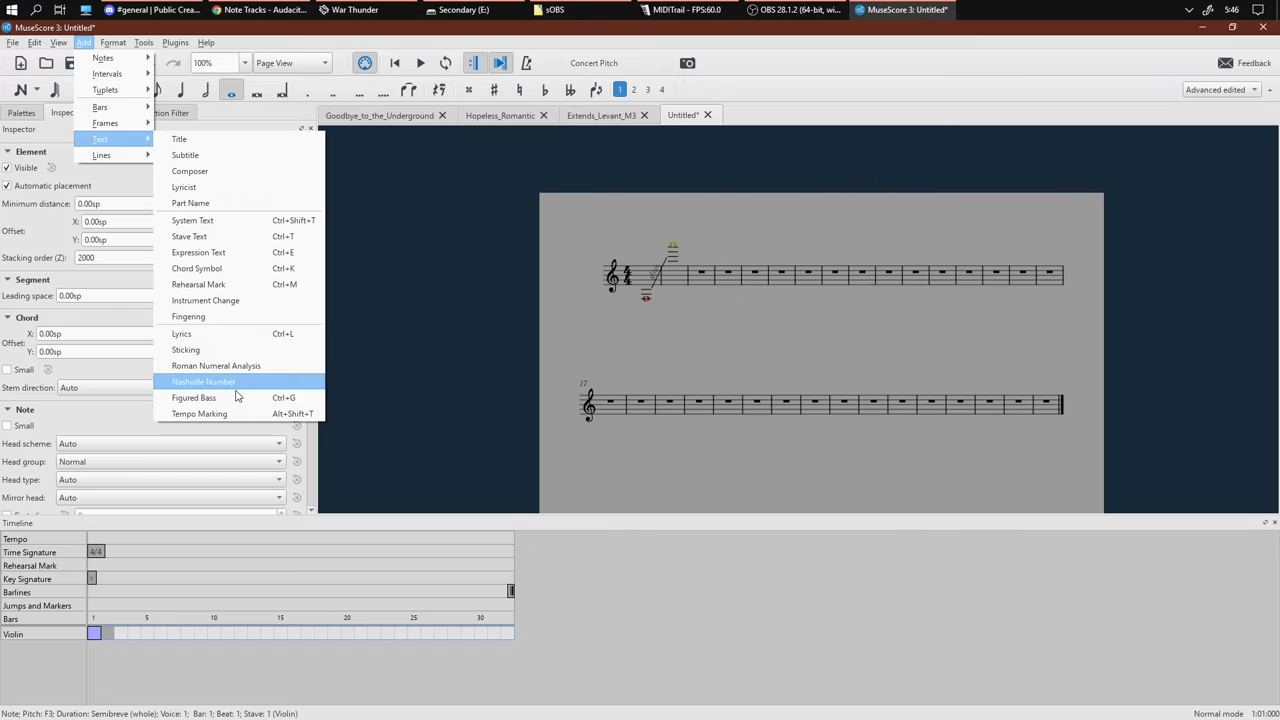 #general | Public Crea...
Note Tracks - Audacit...
War Thunder
Secondary (E:)
sOBS
MIDITrail - FPS:60.0
OBS 28.1.2 (64-bit, wi...
MuseScore 3: Untitled*
5:46
MuseScore 3: Untitled*
File Edit View Add Format Tools Plugins Help
100% Page View Concert Pitch Feedback
1 2 3 4 Advanced edited
Palettes
Goodbye_to_the_Underground Hopeless_Romantic Extends_Levant_M3 Untitled*
Inspector
Notes
Intervals
Tuplets
Bars
Frames
Text
Lines
Title
Subtitle
Composer
Lyricist
Part Name
System Text Ctrl+Shift+T
Stave Text Ctrl+T
Expression Text Ctrl+E
Chord Symbol Ctrl+K
Rehearsal Mark Ctrl+M
Instrument Change
Fingering
Lyrics Ctrl+L
Sticking
Roman Numeral Analysis
Nashville Number
Figured Bass Ctrl+G
Tempo Marking Alt+Shift+T
Element
Visible
Automatic placement
Minimum distance: 0.00sp
Offset:
X: 0.00sp
Y: 0.00sp
Stacking order (Z): 2000
Segment
Leading space: 0.00sp
Chord
Offset:
X: 0.00sp
Y: 0.00sp
Small
Stem direction: Auto
Note
Small
Head scheme: Auto
Head group: Normal
Head type: Auto
Mirror head: Auto
17
Timeline
Tempo
Time Signature 4/4
Rehearsal Mark
Key Signature
Barlines
Jumps and Markers
Bars 1 5 10 15 20 25 30
Violin
Note; Pitch: F3; Duration: Semibreve (whole); Voice: 1; Bar: 1; Beat: 1; Stave: 1 (Violin)
Normal mode 1:01:000